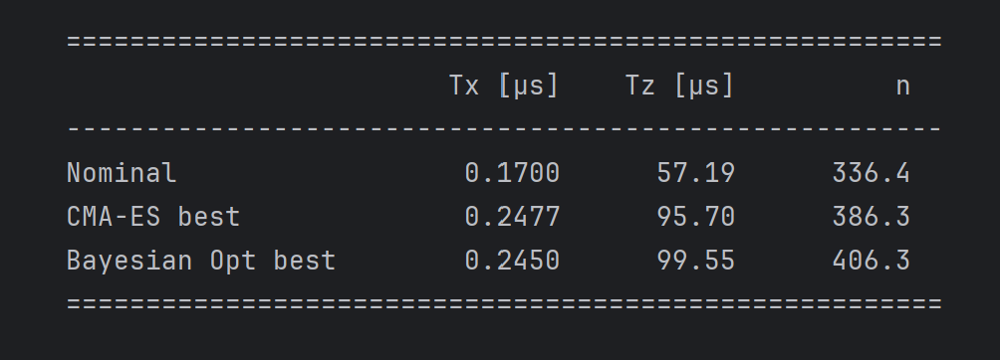 =======================================================
Tx [µs] Tz [µs] n
-------------------------------------------------------
Nominal 0.1700 57.19 336.4
CMA-ES best 0.2477 95.70 386.3
Bayesian Opt best 0.2450 99.55 406.3
=======================================================